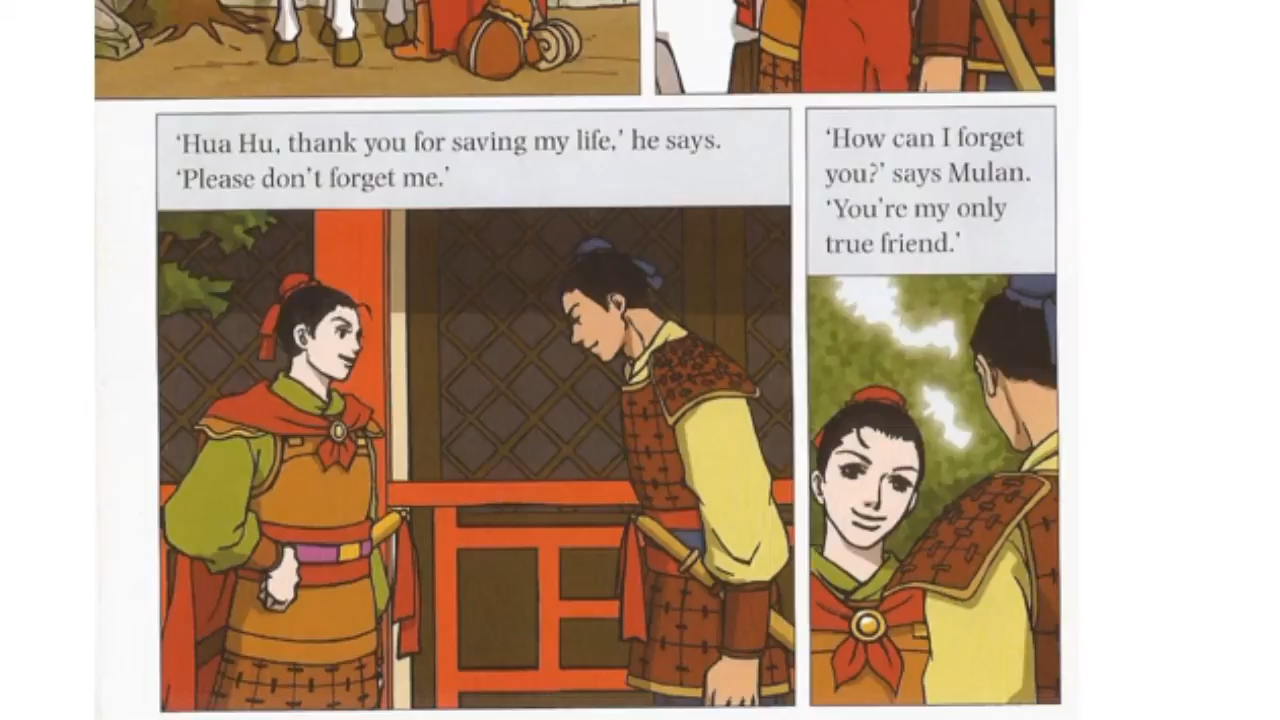 ‘Hua Hu, thank you for saving my life,’ he says.
‘Please don’t forget me.’
‘How can I forget
you?’ says Mulan.
‘You’re my only
true friend.’